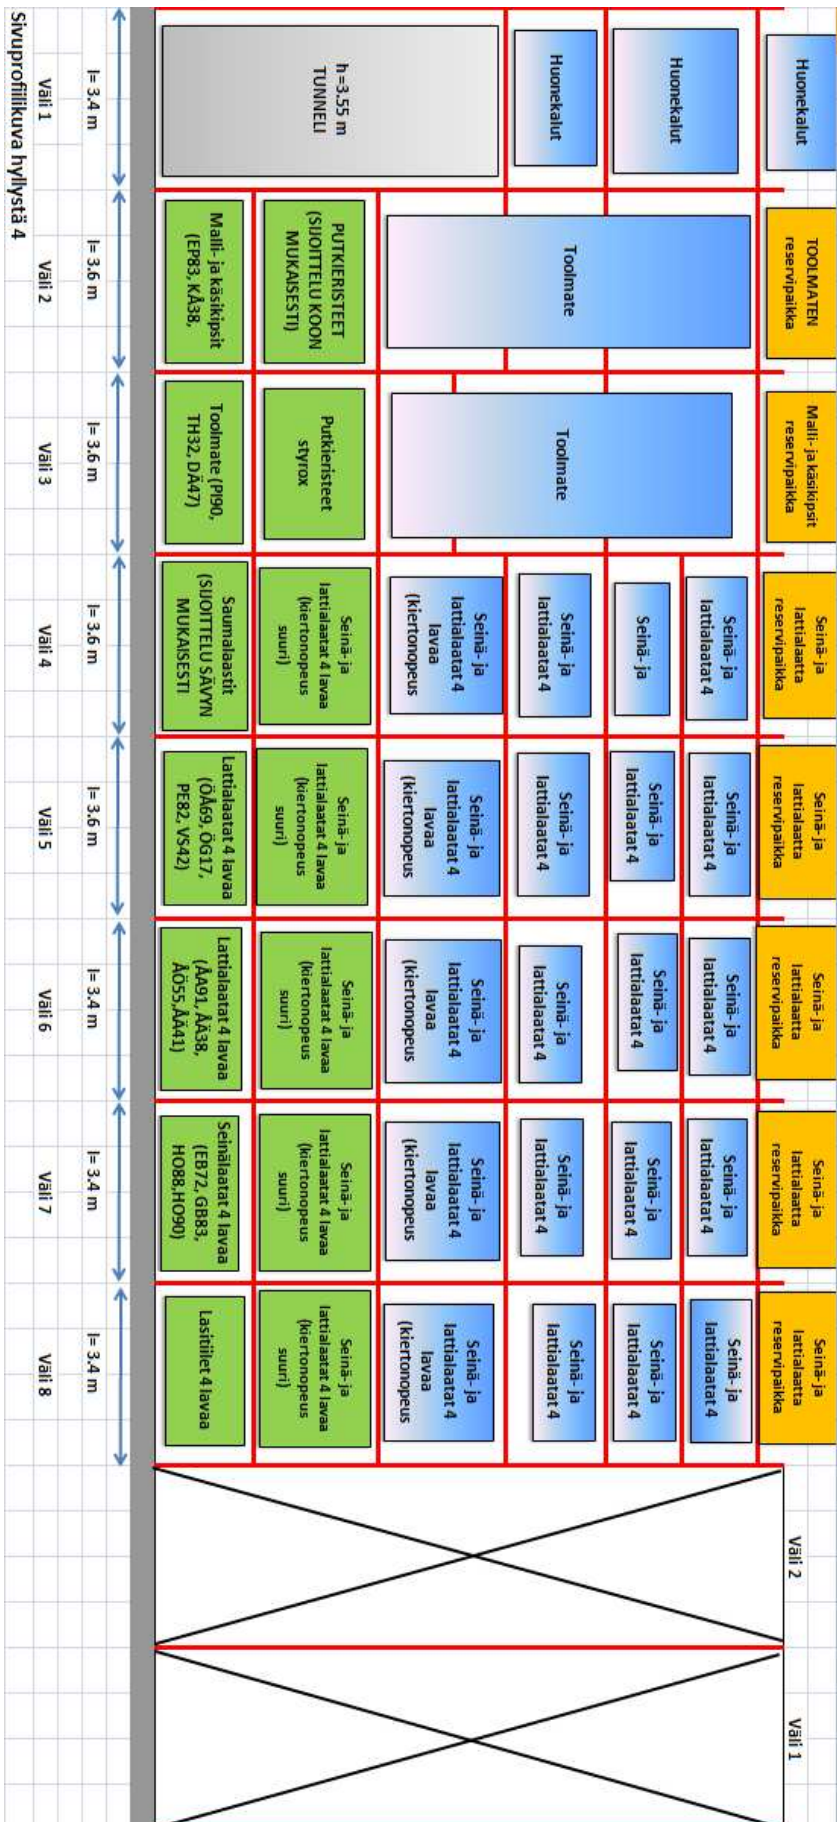 Huonekalut
Huonekalut
Huonekalut
h =3.55 m
TUNNELI
l= 3.4 m
Väli 1
TOOLMATEN
reservipaikka
Toolmate
PUTKIERISTEET
(SIJOITTELU KOON
MUKAISESTI)
Malli- ja käsikipsit
(EP83, KÅ38,
l= 3.6 m
Väli 2
Malli- ja käsikipsit
reservipaikka
Toolmate
Putkieristeet
styrox
Toolmate (PI90,
TH32, DÄ47)
l= 3.6 m
Väli 3
Seinä- ja
lattialaatta
reservipaikka
Seinä- ja
lattialaatat 4
Seinä- ja
Seinä- ja
lattialaatat 4
Seinä- ja
lattialaatat 4
lavaa
(kiertonopeus
Seinä- ja
lattialaatat 4 lavaa
(kiertonopeus
suuri)
Saumalaastit
(SIJOITTELU SÄVYN
MUKAISESTI
l= 3.6 m
Väli 4
Seinä- ja
lattialaatta
reservipaikka
Seinä- ja
lattialaatat 4
Seinä- ja
lattialaatat 4
Seinä- ja
lattialaatat 4
Seinä- ja
lattialaatat 4
lavaa
(kiertonopeus
Seinä- ja
lattialaatat 4 lavaa
(kiertonopeus
suuri)
Lattialaatat 4 lavaa
(ÖÅ69, ÖG17,
PE82, VS42)
l= 3.6 m
Väli 5
Seinä- ja
lattialaatta
reservipaikka
Seinä- ja
lattialaatat 4
Seinä- ja
lattialaatat 4
Seinä- ja
lattialaatat 4
Seinä- ja
lattialaatat 4
lavaa
(kiertonopeus
Seinä- ja
lattialaatat 4 lavaa
(kiertonopeus
suuri)
Lattialaatat 4 lavaa
(ÅA91, ÅÄ38,
ÅÖ55,ÅÄ41)
l= 3.4 m
Väli 6
Seinä- ja
lattialaatta
reservipaikka
Seinä- ja
lattialaatat 4
Seinä- ja
lattialaatat 4
Seinä- ja
lattialaatat 4
Seinä- ja
lattialaatat 4
lavaa
(kiertonopeus
Seinä- ja
lattialaatat 4 lavaa
(kiertonopeus
suuri)
Seinälaatat 4 lavaa
(EB72, GB83,
HO88,HO90)
l= 3.4 m
Väli 7
Seinä- ja
lattialaatta
reservipaikka
Seinä- ja
lattialaatat 4
Seinä- ja
lattialaatat 4
Seinä- ja
lattialaatat 4
Seinä- ja
lattialaatat 4
lavaa
(kiertonopeus
Seinä- ja
lattialaatat 4 lavaa
(kiertonopeus
suuri)
Lasitiilet 4 lavaa
l= 3.4 m
Väli 8
Väli 2
Väli 1
Sivuprofiilikuva hyllystä 4